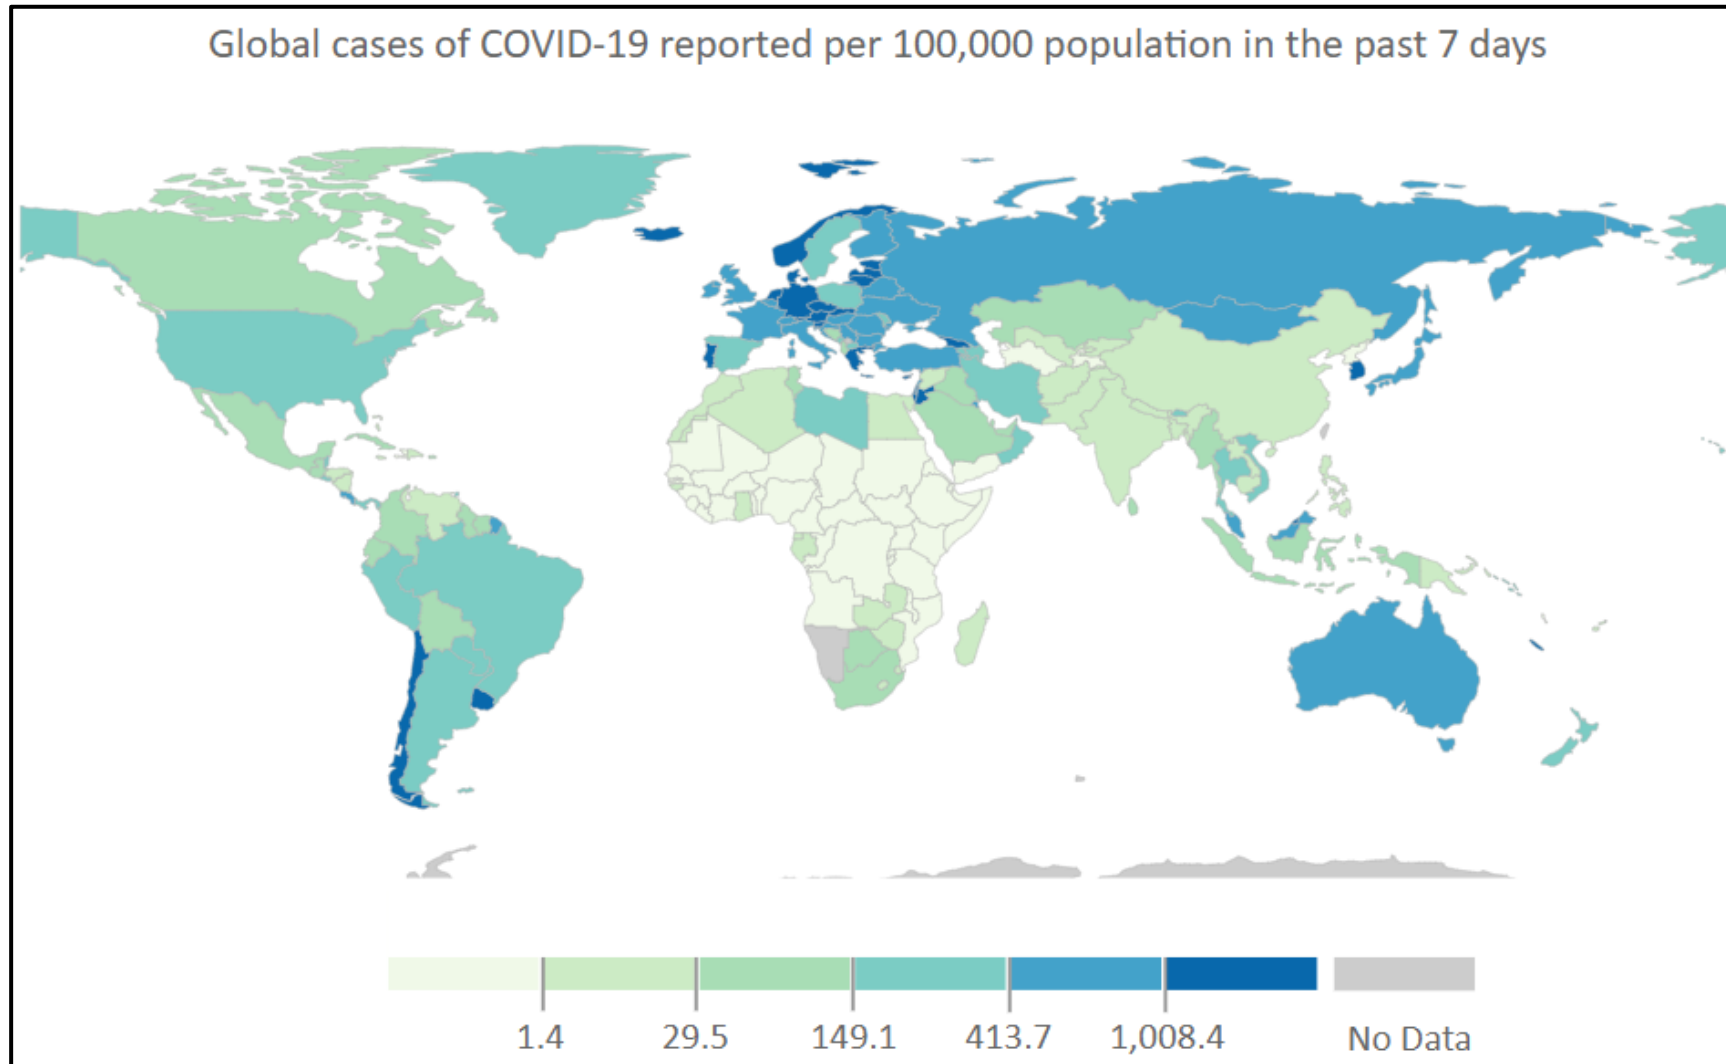 Global cases of COVID-19 reported per 100,000 population in the past 7 days
1.4 29.5 149.1 413.7 1,008.4 No Data